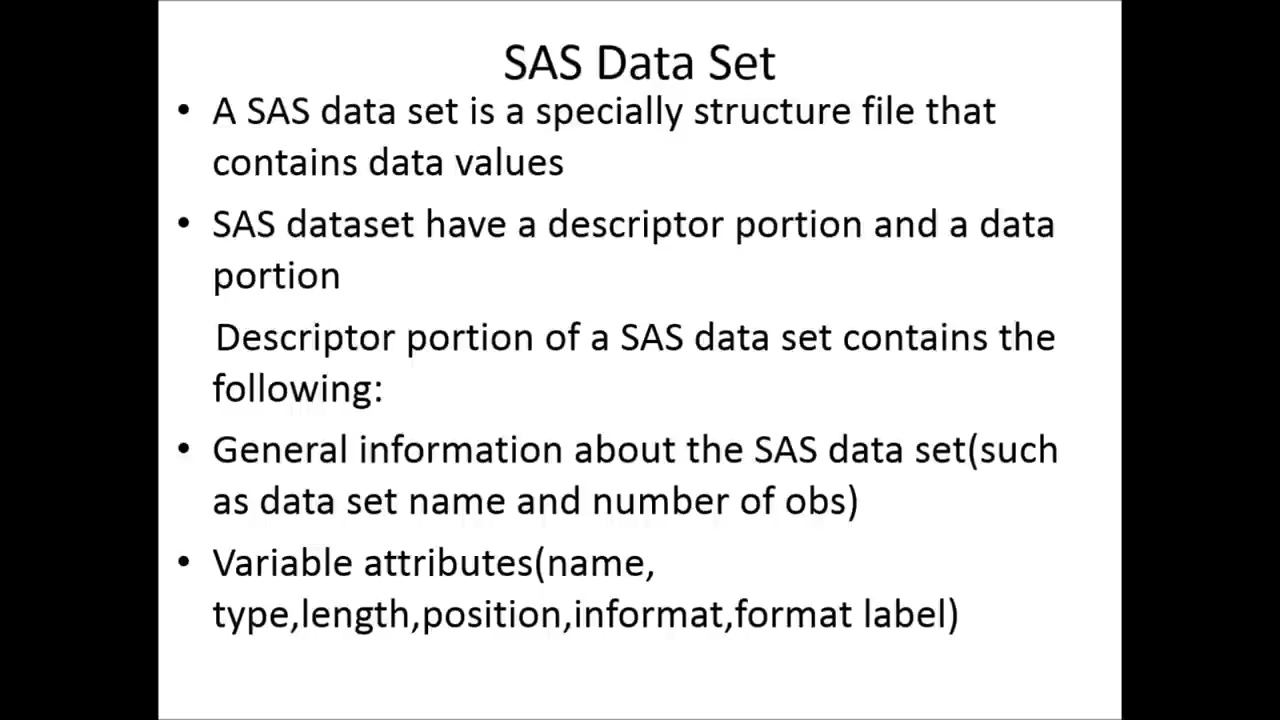 SAS Data Set
• A SAS data set is a specially structure file that
contains data values
• SAS dataset have a descriptor portion and a data
portion
Descriptor portion of a SAS data set contains the
following:
• General information about the SAS data set(such
as data set name and number of obs)
• Variable attributes(name,
type,length,position,informat,format label)